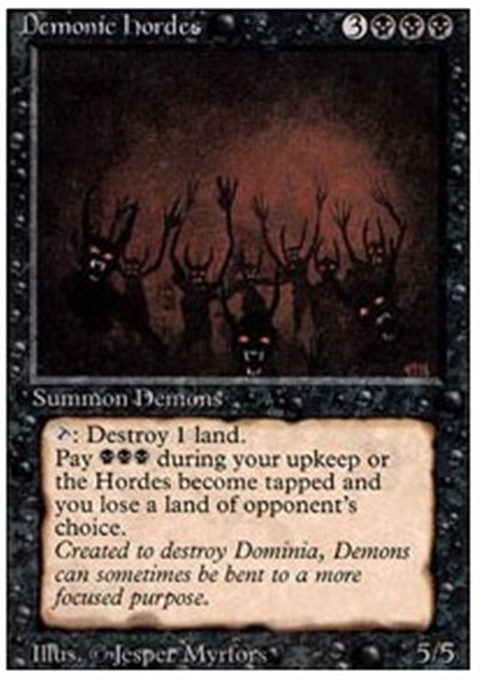 Demonic Hordes 3
Summon Demons
: Destroy 1 land.
Pay during your upkeep or
the Hordes become tapped and
you lose a land of opponent's
choice.
Created to destroy Dominia, Demons
can sometimes be bent to a more
focused purpose.
Illus. © Jesper Myrfors 5/5